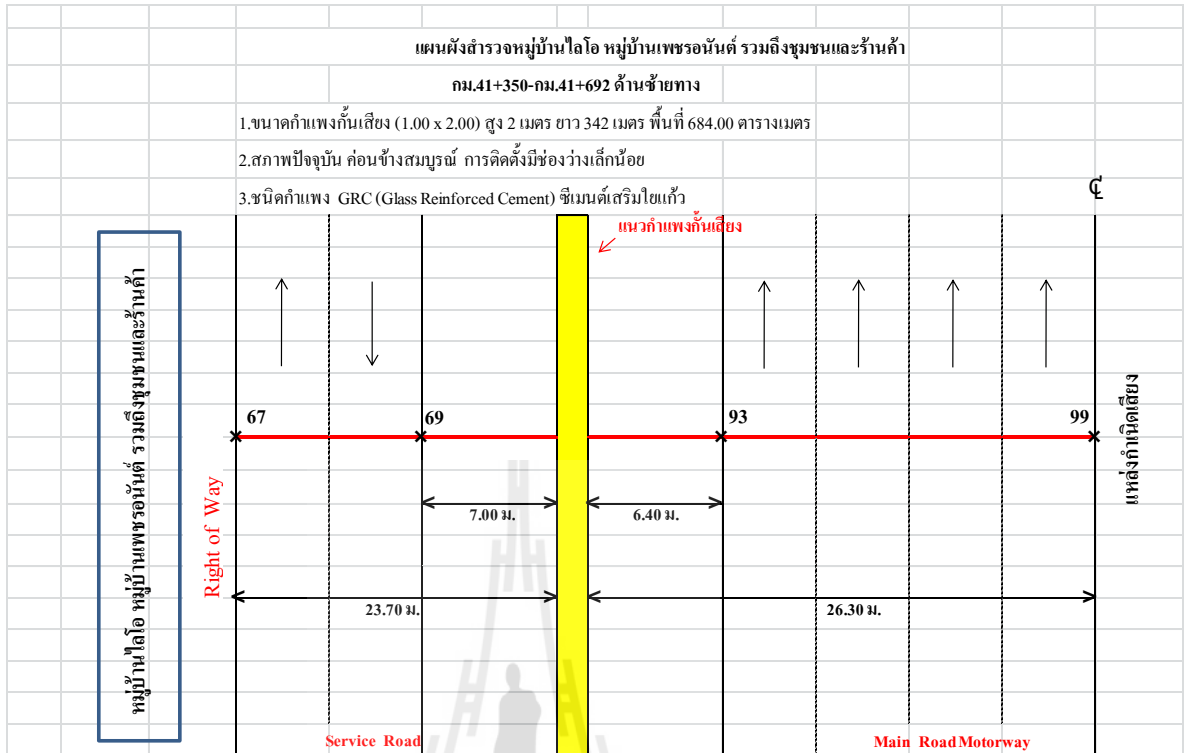 แผนผังสำรวจหมู่บ้านไลโอ หมู่บ้านเพชรอนันต์ รวมถึงชุมชนและร้านค้า
กม.41+350-กม.41+692 ด้านซ้ายทาง
1.ขนาดกำแพงกั้นเสียง (1.00 x 2.00) สูง 2 เมตร ยาว 342 เมตร พื้นที่ 684.00 ตารางเมตร
2.สภาพปัจจุบัน ค่อนข้างสมบูรณ์ การติดตั้งมีช่องว่างเล็กน้อย
3.ชนิดกำแพง GRC (Glass Reinforced Cement) ซีเมนต์เสริมใยแก้ว
℄
แนวกำแพงกั้นเสียง
หมู่บ้านไลโอ หมู่บ้านเพชรอนันต์ รวมถึงชุมชนและร้านค้า
67
69
93
99
แหล่งกำเนิดเสียง
Right of Way
7.00 ม.
6.40 ม.
23.70 ม.
26.30 ม.
Service Road
Main Road Motorway